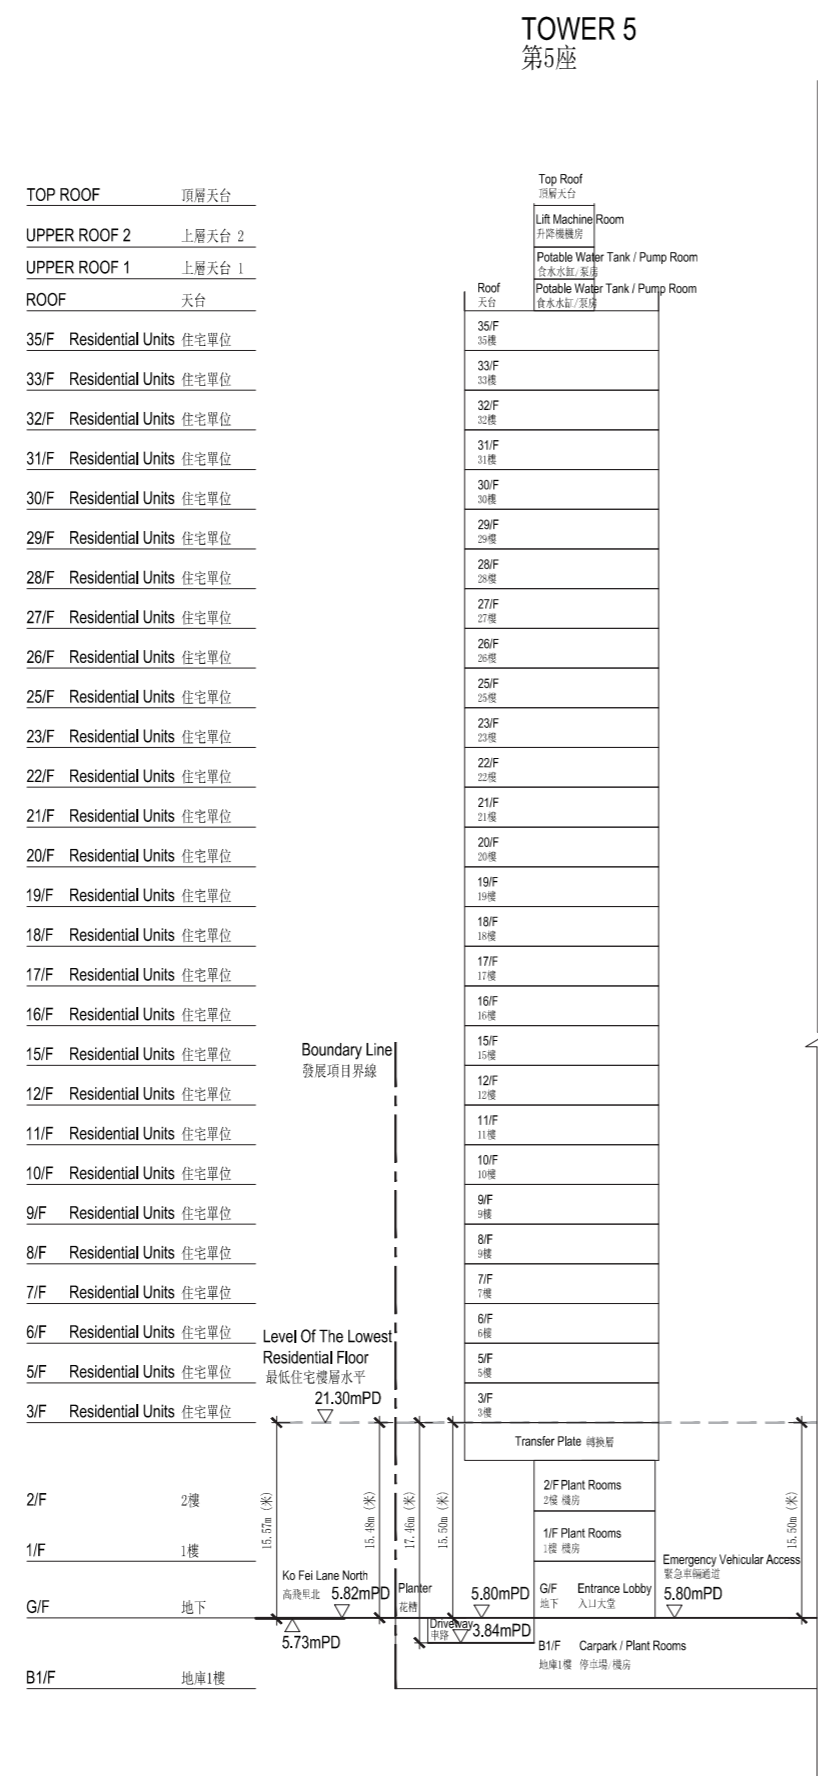 TOWER 5
第5座
TOP ROOF 頂層天台
UPPER ROOF 2 上層天台 2
UPPER ROOF 1 上層天台 1
ROOF 天台
35/F Residential Units 住宅單位
33/F Residential Units 住宅單位
32/F Residential Units 住宅單位
31/F Residential Units 住宅單位
30/F Residential Units 住宅單位
29/F Residential Units 住宅單位
28/F Residential Units 住宅單位
27/F Residential Units 住宅單位
26/F Residential Units 住宅單位
25/F Residential Units 住宅單位
23/F Residential Units 住宅單位
22/F Residential Units 住宅單位
21/F Residential Units 住宅單位
20/F Residential Units 住宅單位
19/F Residential Units 住宅單位
18/F Residential Units 住宅單位
17/F Residential Units 住宅單位
16/F Residential Units 住宅單位
15/F Residential Units 住宅單位
12/F Residential Units 住宅單位
11/F Residential Units 住宅單位
10/F Residential Units 住宅單位
9/F Residential Units 住宅單位
8/F Residential Units 住宅單位
7/F Residential Units 住宅單位
6/F Residential Units 住宅單位
5/F Residential Units 住宅單位
3/F Residential Units 住宅單位
2/F 2樓
1/F 1樓
G/F 地下
B1/F 地庫1樓
Top Roof
頂層天台
Lift Machine Room
升降機機房
Potable Water Tank / Pump Room
食水水缸/泵房
Roof
天台
Potable Water Tank / Pump Room
食水水缸/泵房
35/F
35樓
33/F
33樓
32/F
32樓
31/F
31樓
30/F
30樓
29/F
29樓
28/F
28樓
27/F
27樓
26/F
26樓
25/F
25樓
23/F
23樓
22/F
22樓
21/F
21樓
20/F
20樓
19/F
19樓
18/F
18樓
17/F
17樓
16/F
16樓
15/F
15樓
12/F
12樓
11/F
11樓
10/F
10樓
9/F
9樓
8/F
9樓
7/F
7樓
6/F
6樓
5/F
5樓
3/F
3樓
Transfer Plate 轉換層
2/F Plant Rooms
2樓 機房
1/F Plant Rooms
1樓 機房
G/F Entrance Lobby
地下 入口大堂
B1/F Carpark / Plant Rooms
地庫1樓 停車場/機房
Boundary Line
發展項目界線
Level Of The Lowest
Residential Floor
最低住宅樓層水平
21.30mPD
15.57m (米)
15.48m (米)
17.46m (米)
15.50m (米)
15.50m (米)
Ko Fei Lane North
高飛里北
5.82mPD
5.73mPD
Planter
花槽
5.80mPD
Driveway
車路
3.84mPD
Emergency Vehicular Access
緊急車輛通道
5.80mPD